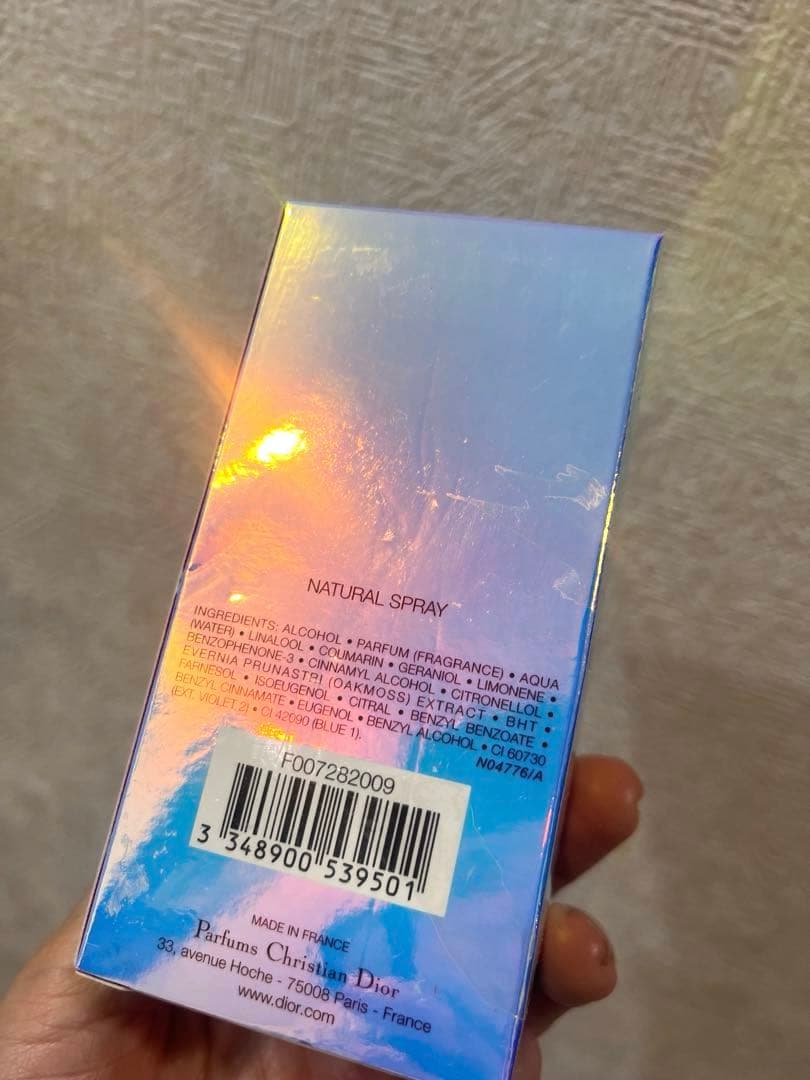 NATURAL SPRAY
INGREDIENTS: ALCOHOL • PARFUM (FRAGRANCE) • AQUA
(WATER) • LINALOOL • COUMARIN • GERANIOL • LIMONENE •
BENZOPHENONE-3 • CINNAMYL ALCOHOL • CITRONELLOL •
EVERNIA PRUNASTRI (OAKMOSS) EXTRACT • BHT •
FARNESOL • ISOEUGENOL • CITRAL • BENZYL BENZOATE •
BENZYL CINNAMATE • EUGENOL • BENZYL ALCOHOL • CI 60730
(EXT. VIOLET 2) • CI 42090 (BLUE 1).
N04776/A
F007282009
3 348900 539501
MADE IN FRANCE
Parfums Christian Dior
33, avenue Hoche - 75008 Paris - France
www.dior.com